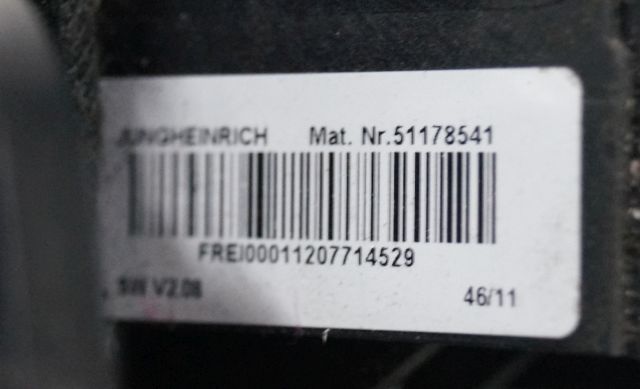 JUNGHEINRICH Mat. Nr.51178541
FREI00011207714529
SW V2.08 46/11